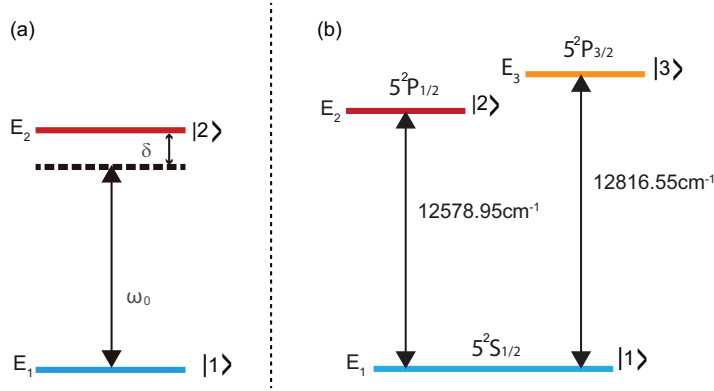 (a)
E₂
|2⟩
δ
ω₀
E₁
|1⟩
(b)
5²P₃/₂
E₃
|3⟩
5²P₁/₂
E₂
|2⟩
12578.95cm⁻¹
12816.55cm⁻¹
5²S₁/₂
E₁
|1⟩